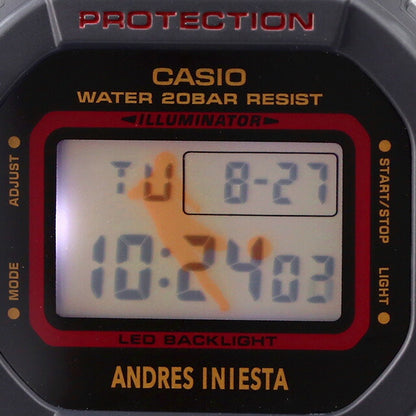 PROTECTION
CASIO
WATER 20BAR RESIST
ILLUMINATOR
ADJUST
MODE
TU 8-27
10:24 03
START/STOP
LIGHT
LED BACKLIGHT
ANDRES INIESTA